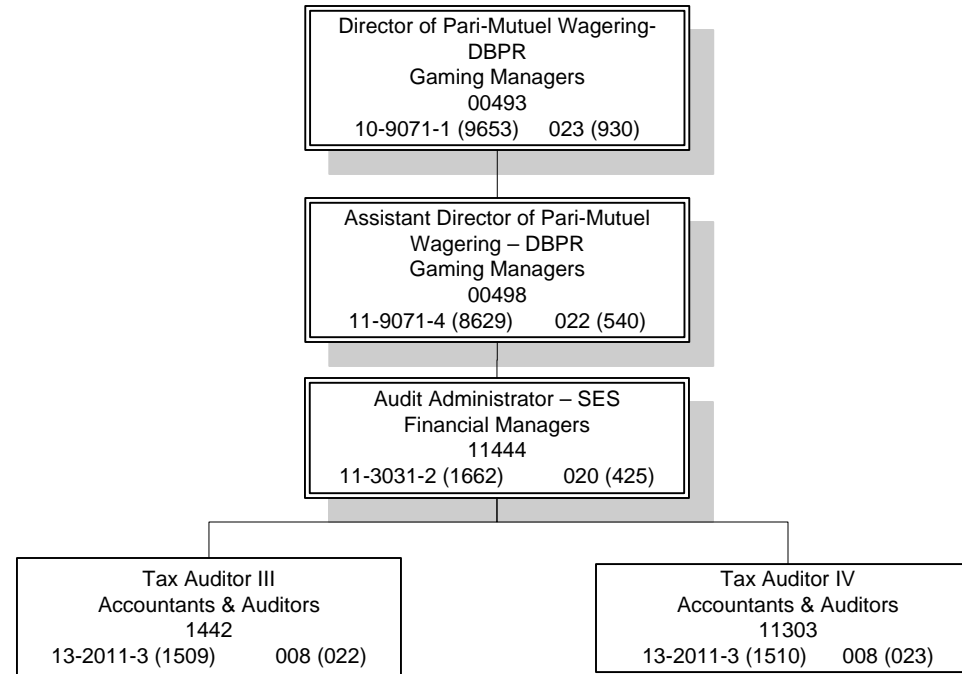 Director of Pari-Mutuel Wagering-
DBPR
Gaming Managers
00493
10-9071-1 (9653) 023 (930)
Assistant Director of Pari-Mutuel
Wagering – DBPR
Gaming Managers
00498
11-9071-4 (8629) 022 (540)
Audit Administrator – SES
Financial Managers
11444
11-3031-2 (1662) 020 (425)
Tax Auditor III
Accountants & Auditors
1442
13-2011-3 (1509) 008 (022)
Tax Auditor IV
Accountants & Auditors
11303
13-2011-3 (1510) 008 (023)